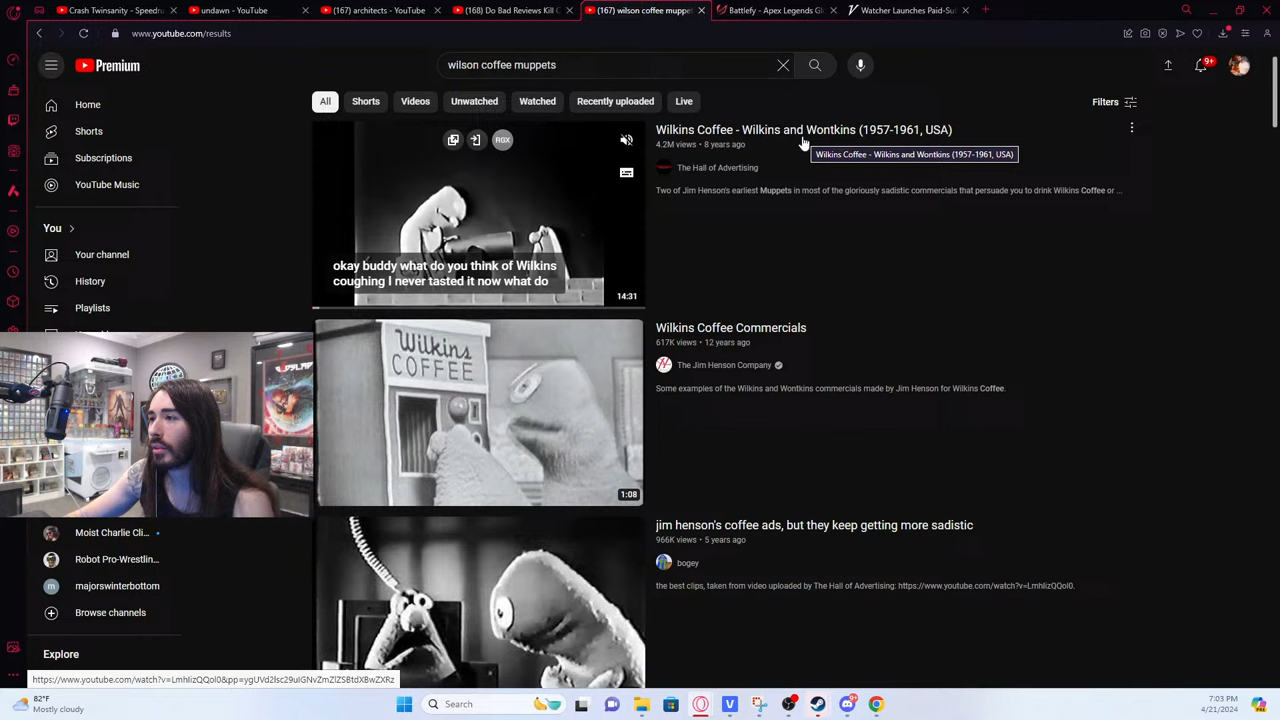 Crash Twinsanity - Speedru
undawn - YouTube
(167) architects - YouTube
(168) Do Bad Reviews Kill C
(167) wilson coffee muppet
Battlefy - Apex Legends Gl
Watcher Launches Paid-Su
www.youtube.com/results
Premium
wilson coffee muppets
9+
All
Shorts
Videos
Unwatched
Watched
Recently uploaded
Live
Filters
Home
Shorts
Subscriptions
YouTube Music
You
Your channel
History
Playlists
RGX
okay buddy what do you think of Wilkins
coughing I never tasted it now what do
14:31
Wilkins Coffee - Wilkins and Wontkins (1957-1961, USA)
4.2M views • 8 years ago
Wilkins Coffee - Wilkins and Wontkins (1957-1961, USA)
The Hall of Advertising
Two of Jim Henson's earliest Muppets in most of the gloriously sadistic commercials that persuade you to drink Wilkins Coffee or ...
Wilkins
COFFEE
1:08
Wilkins Coffee Commercials
617K views • 12 years ago
The Jim Henson Company
Some examples of the Wilkins and Wontkins commercials made by Jim Henson for Wilkins Coffee.
jim henson's coffee ads, but they keep getting more sadistic
966K views • 5 years ago
bogey
the best clips, taken from video uploaded by The Hall of Advertising: https://www.youtube.com/watch?v=LmhIizQQol0.
Moist Charlie Cli...
Robot Pro-Wrestlin...
m
majorswinterbottom
Browse channels
Explore
82°F
Mostly cloudy
Search
9+
7:03 PM
4/21/2024